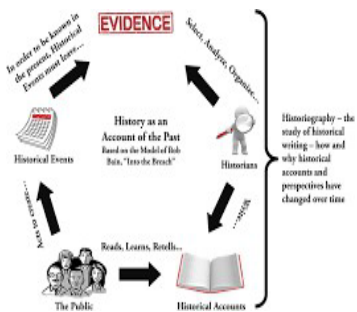 EVIDENCE
In order to be known in
the present, Historical
Events must leave...
Select, Analyze, Organize...
History as an
Account of the Past
Based on the Model of Bob
Bain, "Into the Breach"
Historical Events
Historians
Historiography – the
study of historical
writing – how and
why historical
accounts and
perspectives have
changed over time
Acts to create...
Writes...
Reads, Learns, Retells...
The Public
Historical Accounts